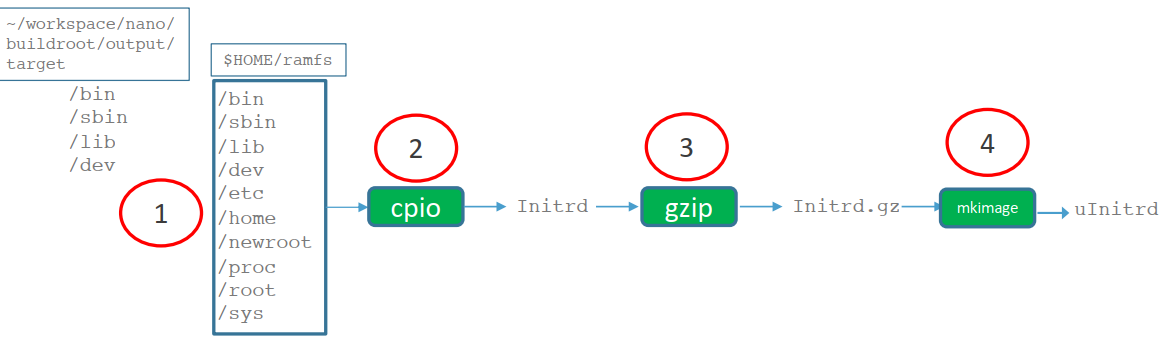 ~/workspace/nano/
buildroot/output/
target
/bin
/sbin
/lib
/dev
1
$HOME/ramfs
/bin
/sbin
/lib
/dev
/etc
/home
/newroot
/proc
/root
/sys
2
cpio
Initrd
3
gzip
Initrd.gz
4
mkimage
uInitrd